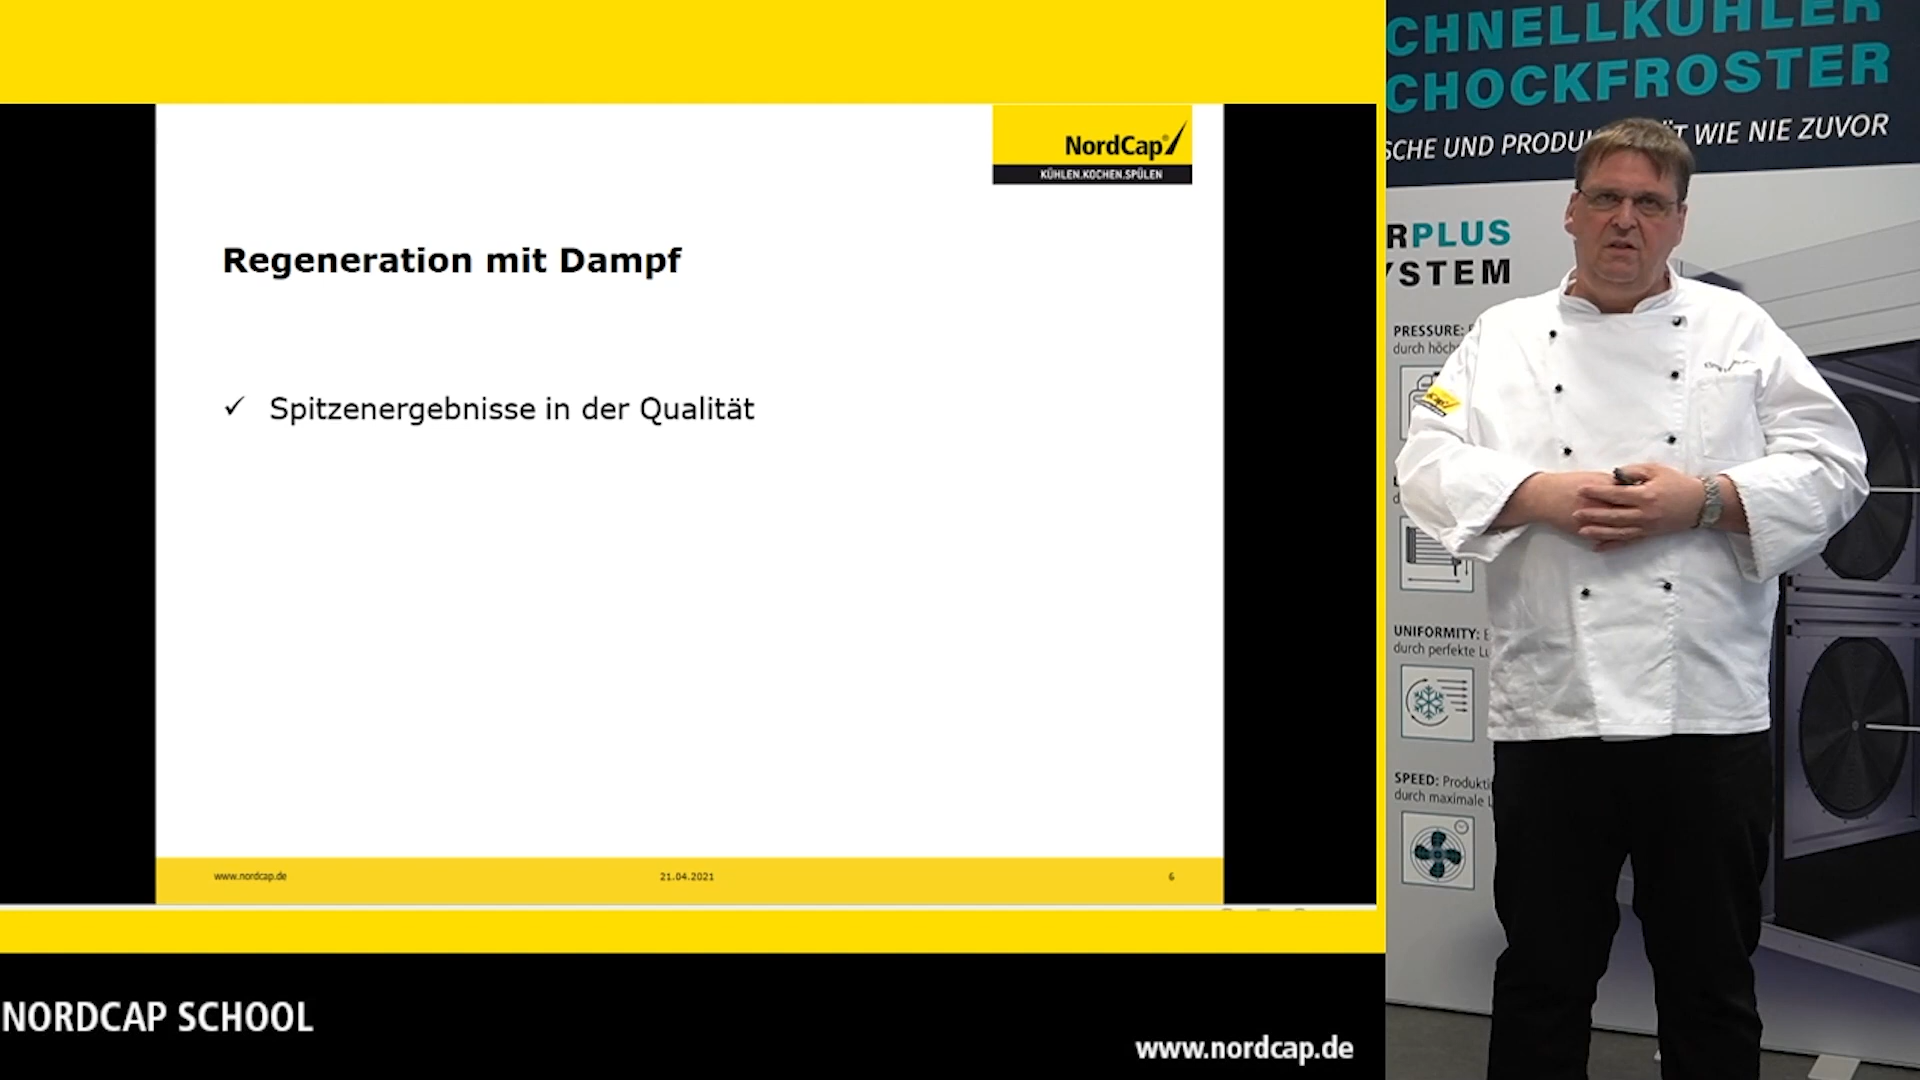 NordCap®
KÜHLEN.KOCHEN.SPÜLEN
Regeneration mit Dampf
✓ Spitzenergebnisse in der Qualität
www.nordcap.de
21.04.2021
6
NORDCAP SCHOOL
www.nordcap.de
CHNELLKÜHLER
CHOCKFROSTER
SCHE UND PRODU
T WIE NIE ZUVOR
RPLUS
YSTEM
PRESSURE:
durch höch
UNIFORMITY: E
durch perfekte Lu
SPEED: Produkti
durch maximale L